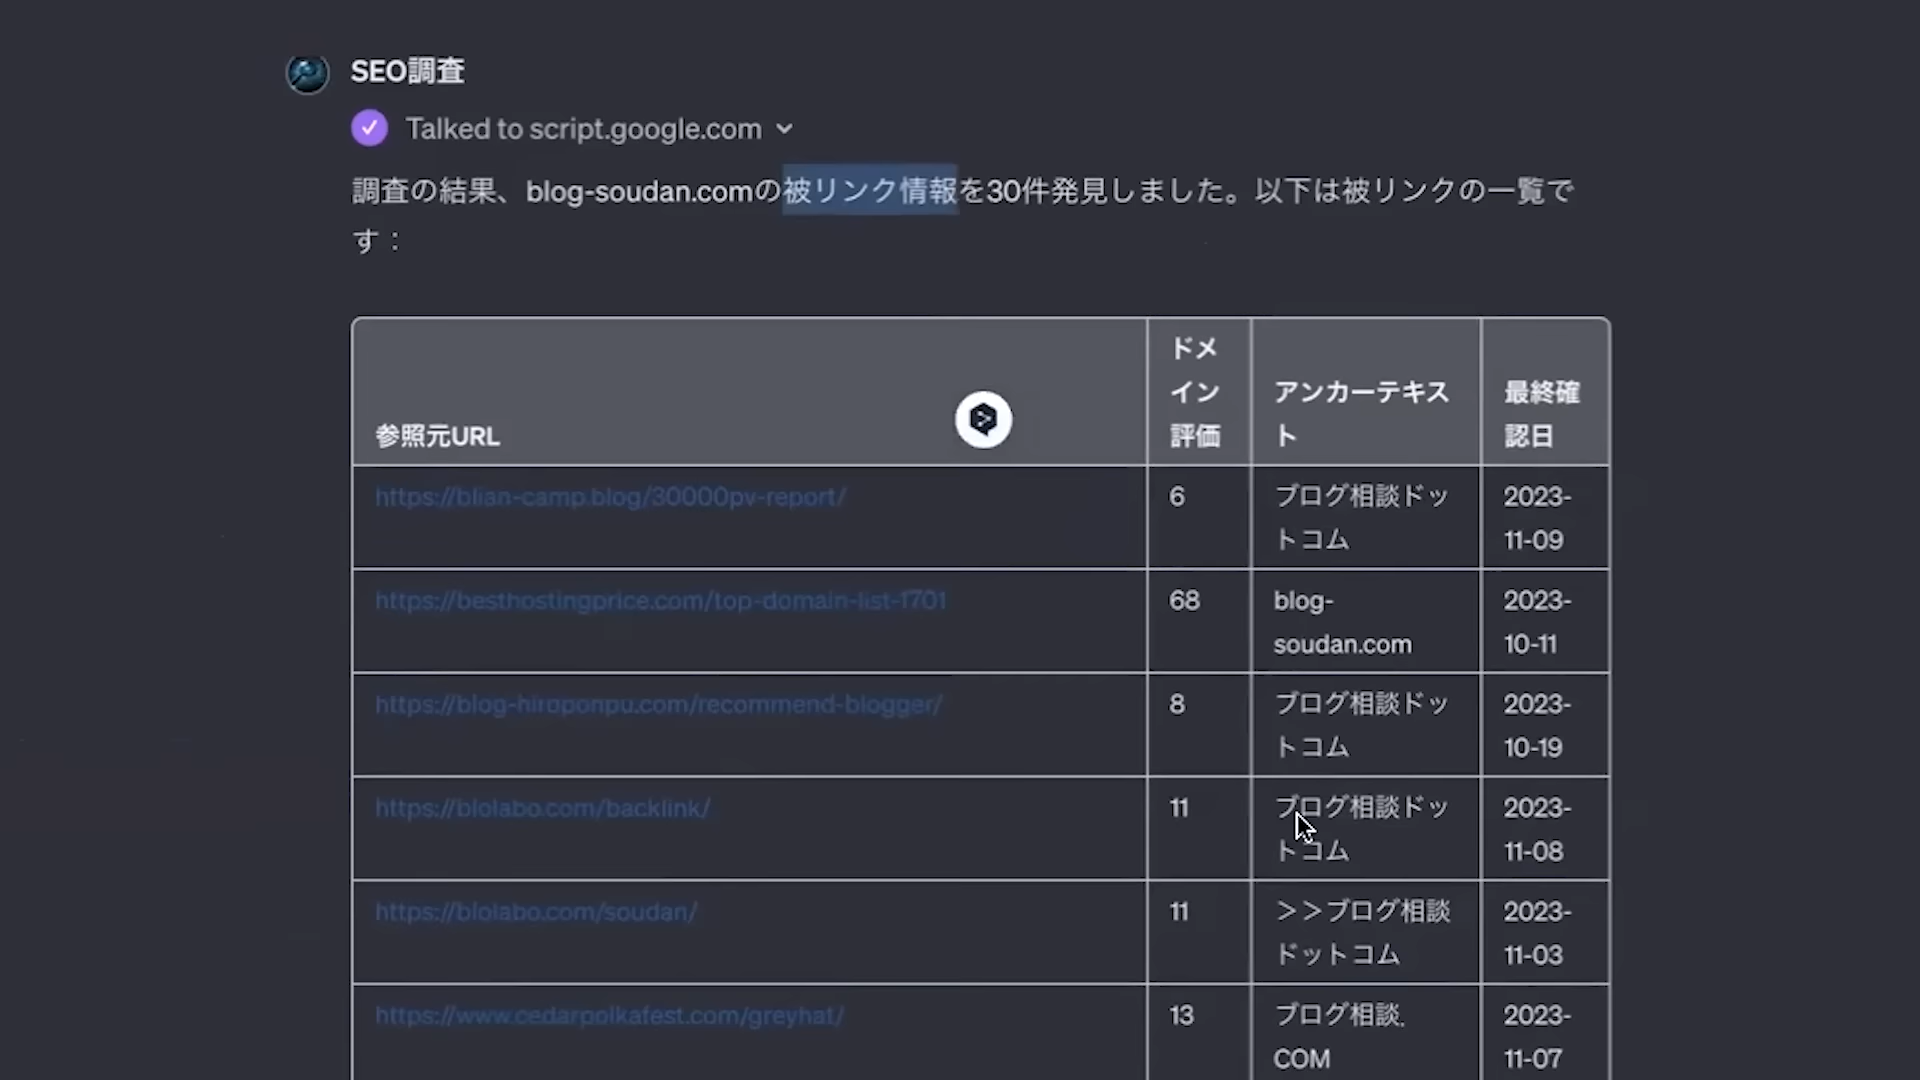 SEO調査
Talked to script.google.com
調査の結果、blog-soudan.comの被リンク情報を30件発見しました。以下は被リンクの一覧で
す：
参照元URL
ドメ
イン
評価
アンカーテキス
ト
最終確
認日
https://blian-camp.blog/30000pv-report/
6
ブログ相談ドッ
トコム
2023-
11-09
https://besthostingprice.com/top-domain-list-1701
68
blog-
soudan.com
2023-
10-11
https://blog-hiroponpu.com/recommend-blogger/
8
ブログ相談ドッ
トコム
2023-
10-19
https://blolabo.com/backlink/
11
ブログ相談ドッ
トコム
2023-
11-08
https://blolabo.com/soudan/
11
＞＞ブログ相談
ドットコム
2023-
11-03
https://www.cedarpolkafest.com/greyhat/
13
ブログ相談.
COM
2023-
11-07